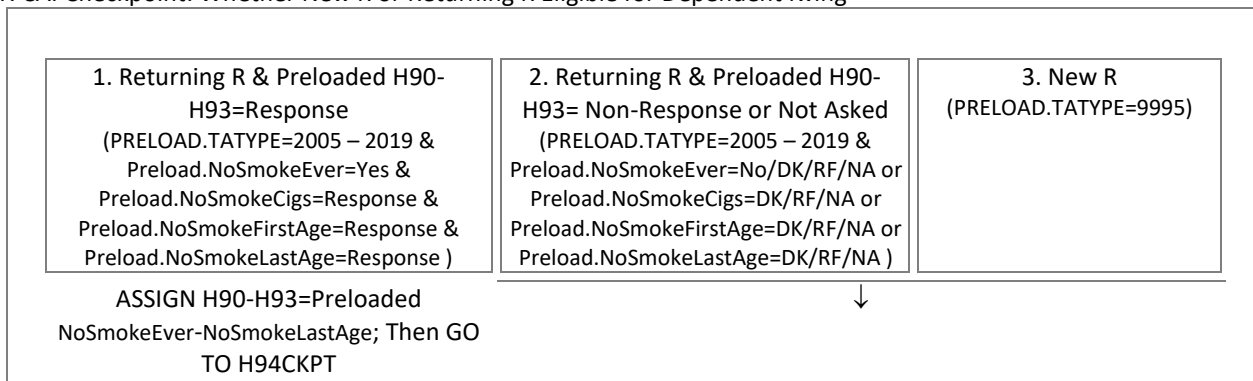 1. Returning R & Preloaded H90-
H93=Response
(PRELOAD.TATYPE=2005 – 2019 &
Preload.NoSmokeEver=Yes &
Preload.NoSmokeCigs=Response &
Preload.NoSmokeFirstAge=Response &
Preload.NoSmokeLastAge=Response )
ASSIGN H90-H93=Preloaded
NoSmokeEver-NoSmokeLastAge; Then GO
TO H94CKPT
2. Returning R & Preloaded H90-
H93= Non-Response or Not Asked
(PRELOAD.TATYPE=2005 – 2019 &
Preload.NoSmokeEver=No/DK/RF/NA or
Preload.NoSmokeCigs=DK/RF/NA or
Preload.NoSmokeFirstAge=DK/RF/NA or
Preload.NoSmokeLastAge=DK/RF/NA )
↓
3. New R
(PRELOAD.TATYPE=9995)